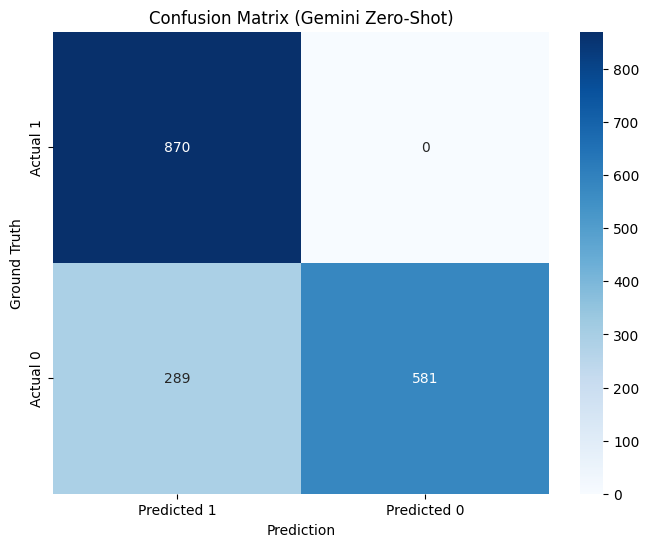 Confusion Matrix (Gemini Zero-Shot)
Ground Truth
Actual 1
870
0
Actual 0
289
581
Predicted 1
Predicted 0
Prediction
800
700
600
500
400
300
200
100
0